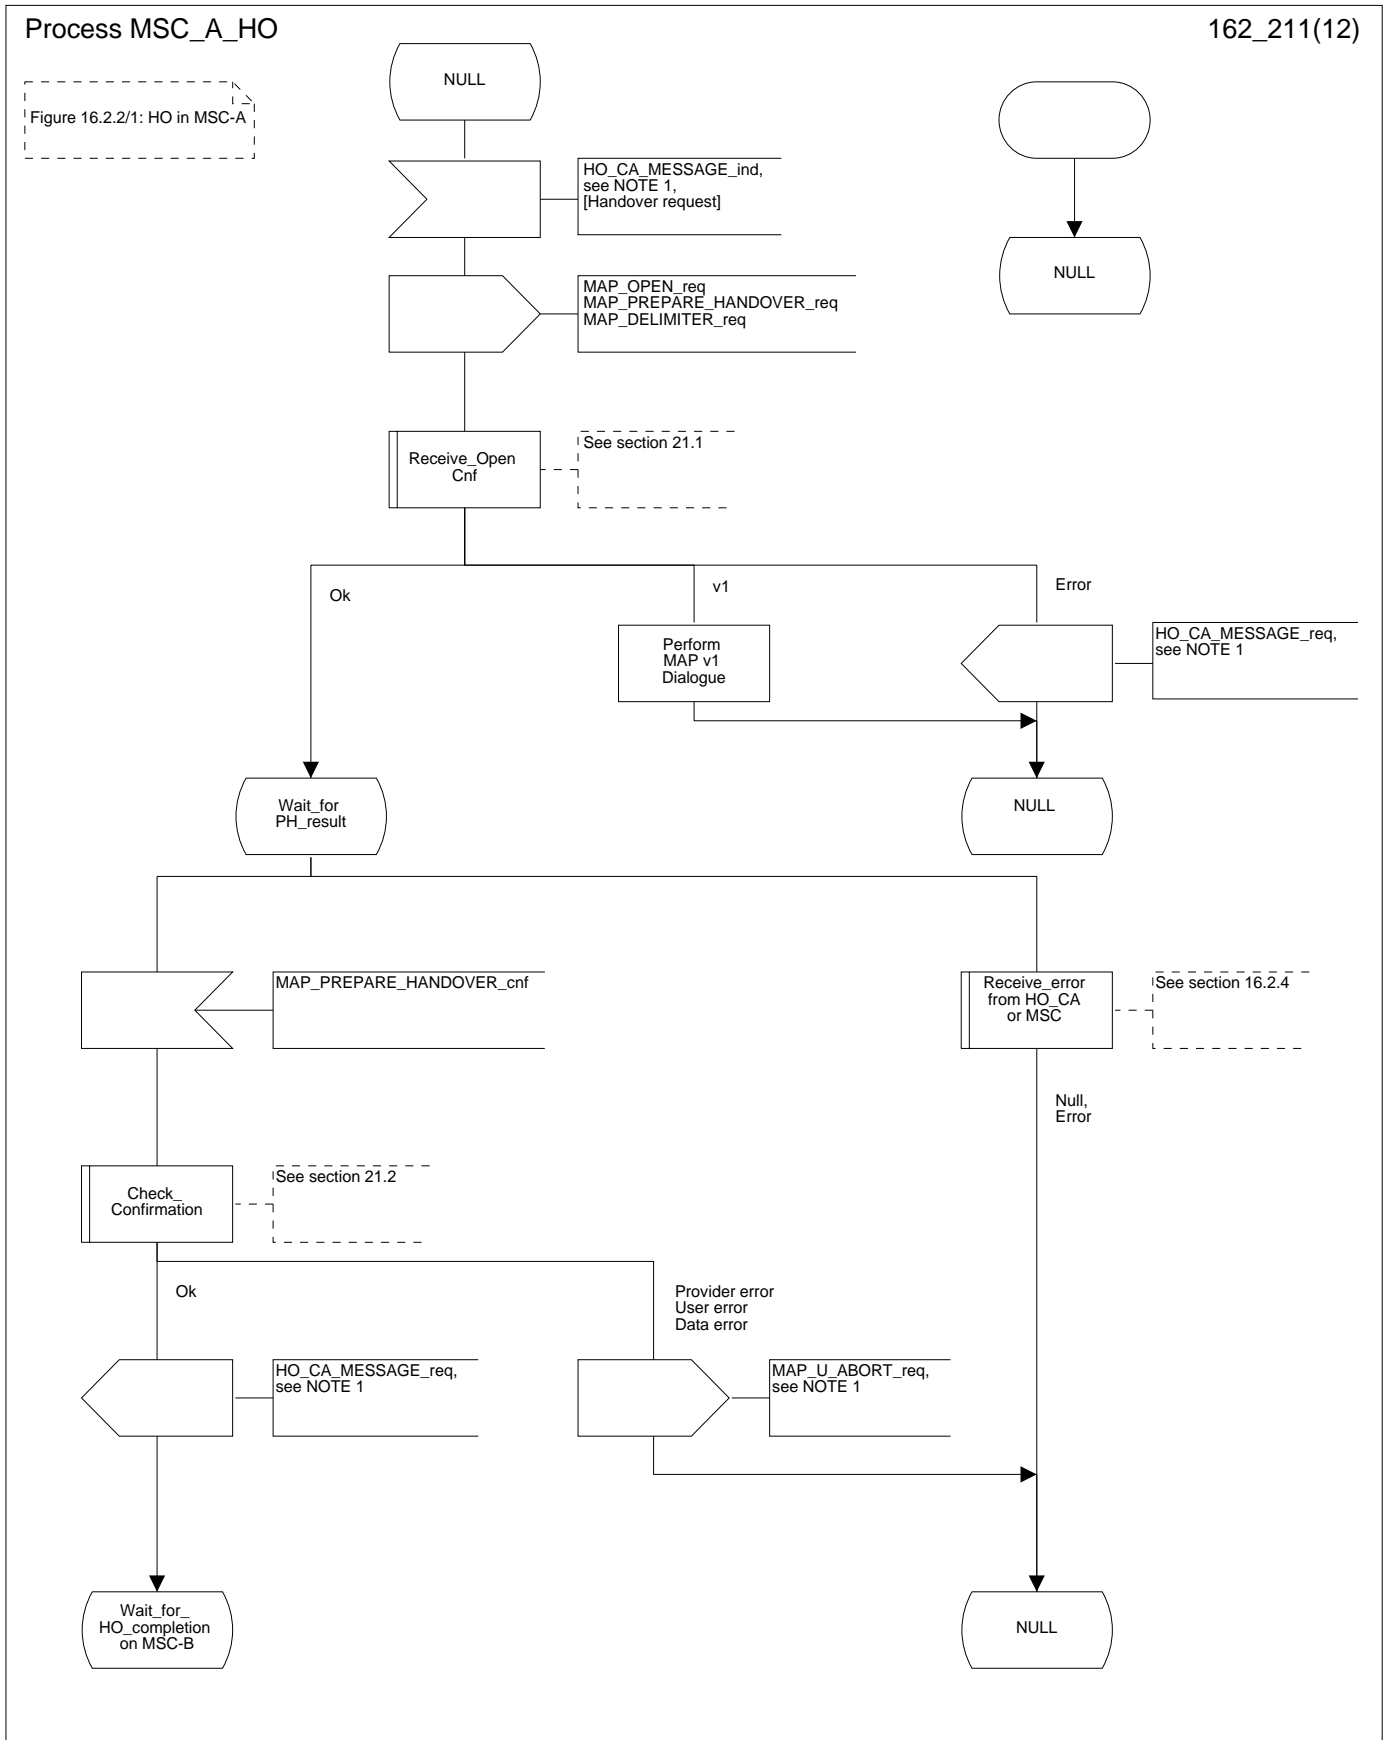 Process MSC_A_HO
162_211(12)
Figure 16.2.2/1: HO in MSC-A
NULL
HO_CA_MESSAGE_ind,
see NOTE 1,
[Handover request]
NULL
MAP_OPEN_req
MAP_PREPARE_HANDOVER_req
MAP_DELIMITER_req
Receive_Open
Cnf
See section 21.1
Ok
v1
Error
Perform
MAP v1
Dialogue
HO_CA_MESSAGE_req,
see NOTE 1
Wait_for
PH_result
NULL
MAP_PREPARE_HANDOVER_cnf
Receive_error
from HO_CA
or MSC
See section 16.2.4
Null,
Error
Check_
Confirmation
See section 21.2
Ok
Provider error
User error
Data error
HO_CA_MESSAGE_req,
see NOTE 1
MAP_U_ABORT_req,
see NOTE 1
Wait_for_
HO_completion
on MSC-B
NULL